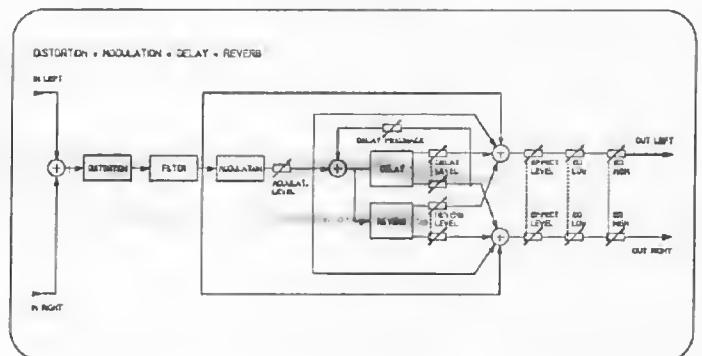 DISTORTION + MODULATION + DELAY + REVERB
IN LEFT
IN RIGHT
DISTORTION
FILTER
MODULATION
MODULAT. LEVEL
DELAY FEEDBACK
DELAY
DELAY LEVEL
REVERB
REVERB LEVEL
EFFECT LEVEL
EQ LOW
EQ HIGH
OUT LEFT
EFFECT LEVEL
EQ LOW
EQ HIGH
OUT RIGHT